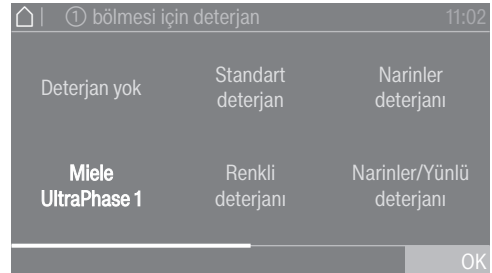 ① bölmesi için deterjan 11:02
Deterjan yok
Standart
deterjan
Narinler
deterjanı
Miele
UltraPhase 1
Renkli
deterjanı
Narinler/Yünlü
deterjanı
OK